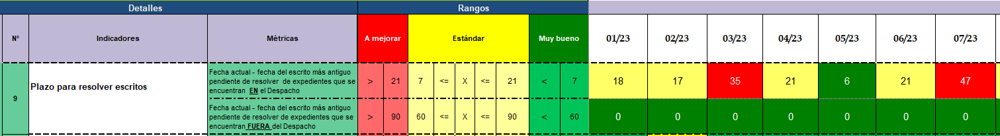 Detalles Rangos
N° Indicadores Métricas A mejorar Estándar Muy bueno 01/23 02/23 03/23 04/23 05/23 06/23 07/23
9
Plazo para resolver escritos
Fecha actual - fecha del escrito más antiguo
pendiente de resolver de expedientes que se
encuentran EN el Despacho
> 21 7 <= X <= 21 < 7 18 17 35 21 6 21 47
Fecha actual - fecha del escrito más antiguo
pendiente de resolver de expedientes que se
encuentran FUERA del Despacho
> 90 60 <= X <= 90 < 60 0 0 0 0 0 0 0